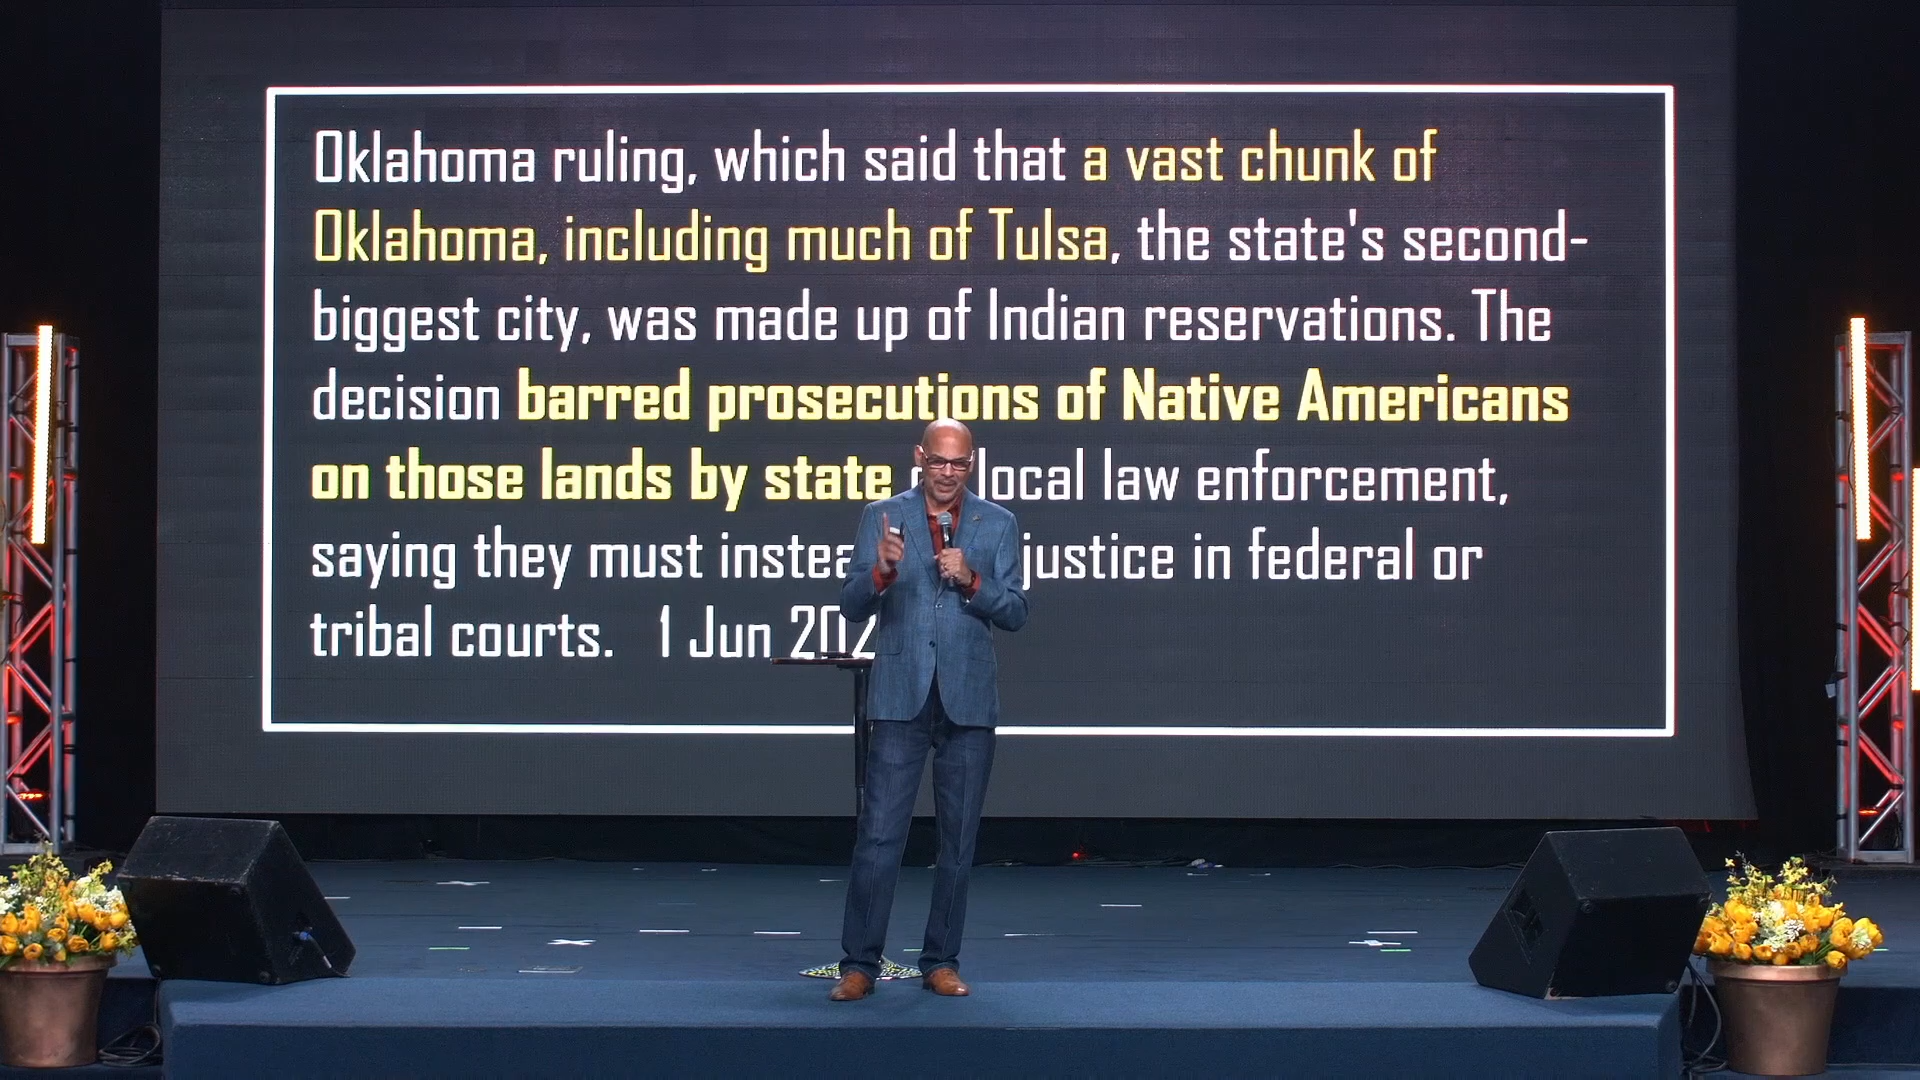 Oklahoma ruling, which said that a vast chunk of
Oklahoma, including much of Tulsa, the state's second-
biggest city, was made up of Indian reservations. The
decision barred prosecutions of Native Americans
on those lands by state local law enforcement,
saying they must justice in federal or
tribal courts. 1 Jun